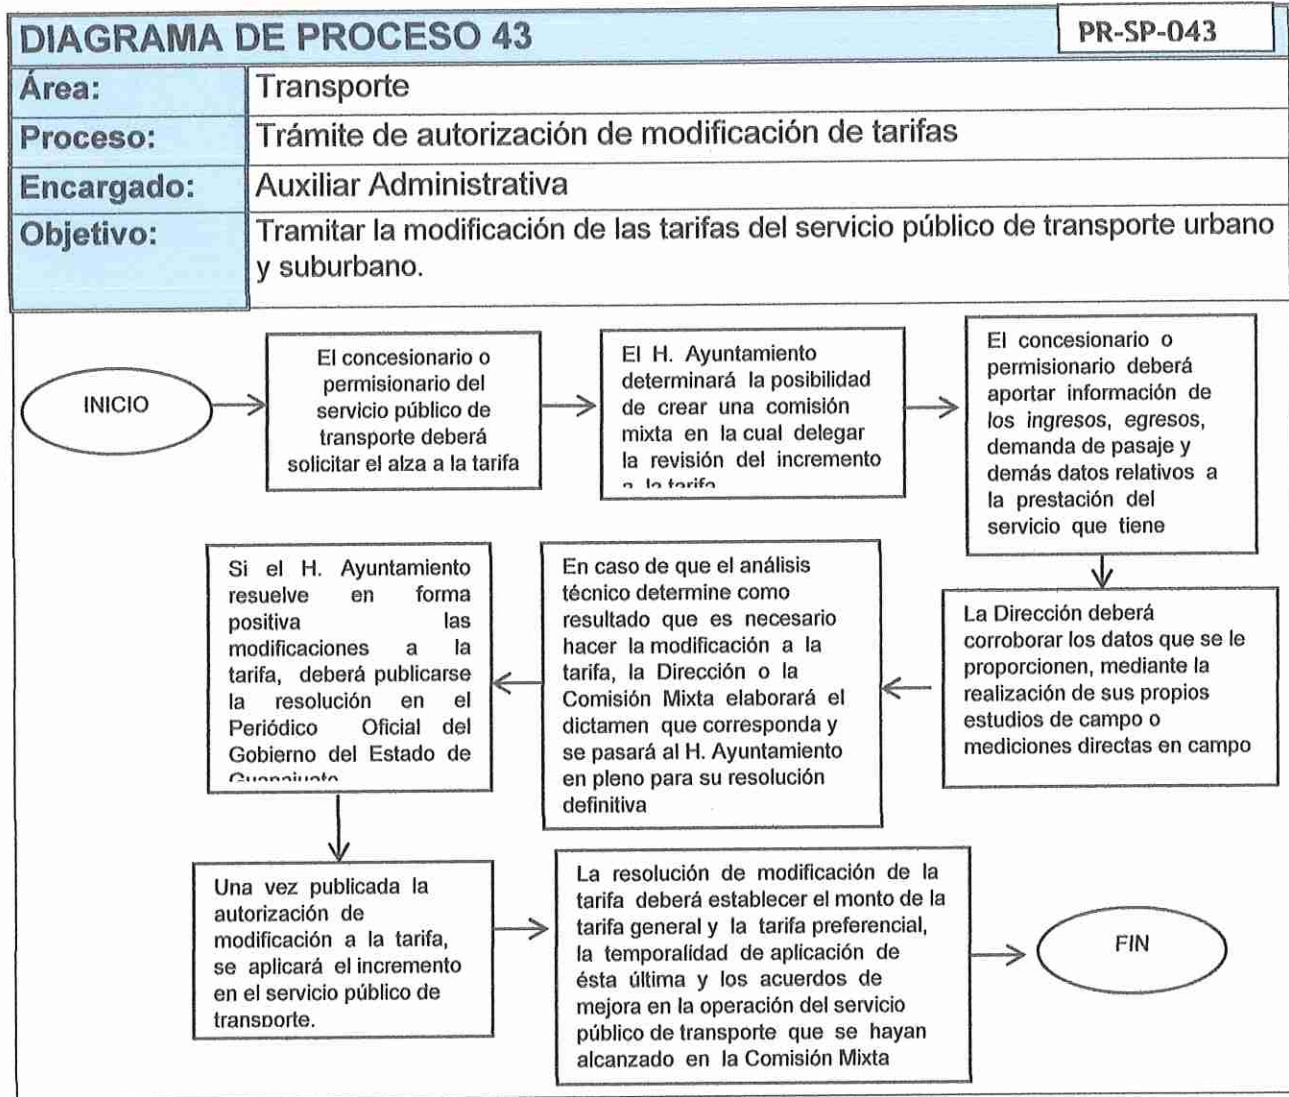 DIAGRAMA DE PROCESO 43
PR-SP-043
Área: Transporte
Proceso: Trámite de autorización de modificación de tarifas
Encargado: Auxiliar Administrativa
Objetivo: Tramitar la modificación de las tarifas del servicio público de transporte urbano
y suburbano.
INICIO
El concesionario o
permisionario del
servicio público de
transporte deberá
solicitar el alza a la tarifa
El H. Ayuntamiento
determinará la posibilidad
de crear una comisión
mixta en la cual delegar
la revisión del incremento
a la tarifa
El concesionario o
permisionario deberá
aportar información de
los ingresos, egresos,
demanda de pasaje y
demás datos relativos a
la prestación del
servicio que tiene
La Dirección deberá
corroborar los datos que se le
proporcionen, mediante la
realización de sus propios
estudios de campo o
mediciones directas en campo
En caso de que el análisis
técnico determine como
resultado que es necesario
hacer la modificación a la
tarifa, la Dirección o la
Comisión Mixta elaborará el
dictamen que corresponda y
se pasará al H. Ayuntamiento
en pleno para su resolución
definitiva
Si el H. Ayuntamiento
resuelve en forma
positiva las
modificaciones a la
tarifa, deberá publicarse
la resolución en el
Periódico Oficial del
Gobierno del Estado de
Guanajuato
Una vez publicada la
autorización de
modificación a la tarifa,
se aplicará el incremento
en el servicio público de
transporte.
La resolución de modificación de la
tarifa deberá establecer el monto de la
tarifa general y la tarifa preferencial,
la temporalidad de aplicación de
ésta última y los acuerdos de
mejora en la operación del servicio
público de transporte que se hayan
alcanzado en la Comisión Mixta
FIN